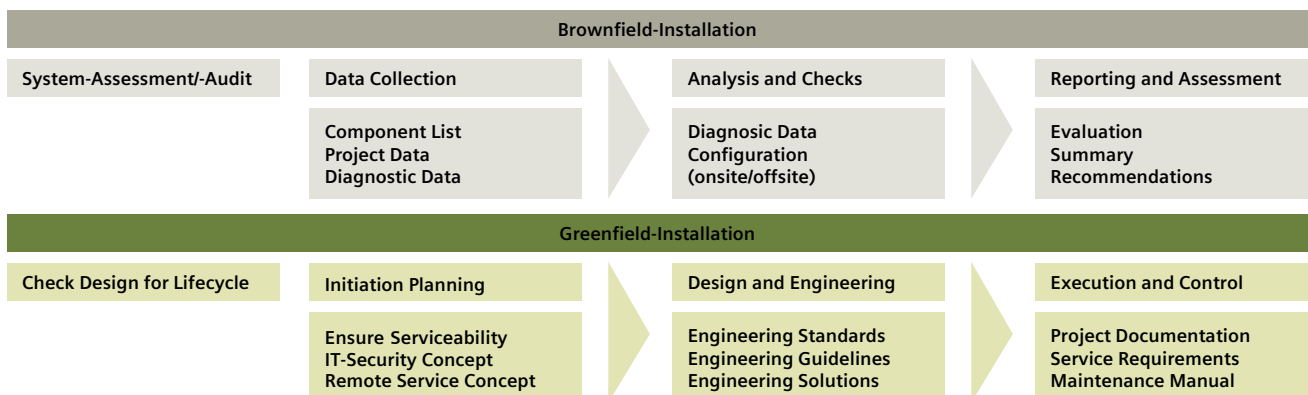 Brownfield-Installation
System-Assessment/-Audit
Data Collection
Analysis and Checks
Reporting and Assessment
Component List
Project Data
Diagnostic Data
Diagnosic Data
Configuration
(onsite/offsite)
Evaluation
Summary
Recommendations
Greenfield-Installation
Check Design for Lifecycle
Initiation Planning
Design and Engineering
Execution and Control
Ensure Serviceability
IT-Security Concept
Remote Service Concept
Engineering Standards
Engineering Guidelines
Engineering Solutions
Project Documentation
Service Requirements
Maintenance Manual